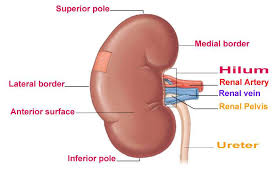 Superior pole
Medial border
Hilum
Renal Artery
Lateral border
Renal vein
Renal Pelvis
Anterior surface
Ureter
Inferior pole